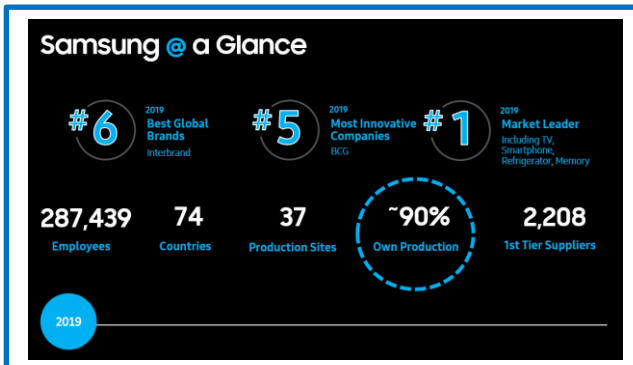 Samsung @ a Glance
#6
2019
Best Global
Brands
Interbrand
#5
2019
Most Innovative
Companies
BCG
#1
2019
Market Leader
Including TV,
Smartphone,
Refrigerator, Memory
287,439
Employees
74
Countries
37
Production Sites
~90%
Own Production
2,208
1st Tier Suppliers
2019